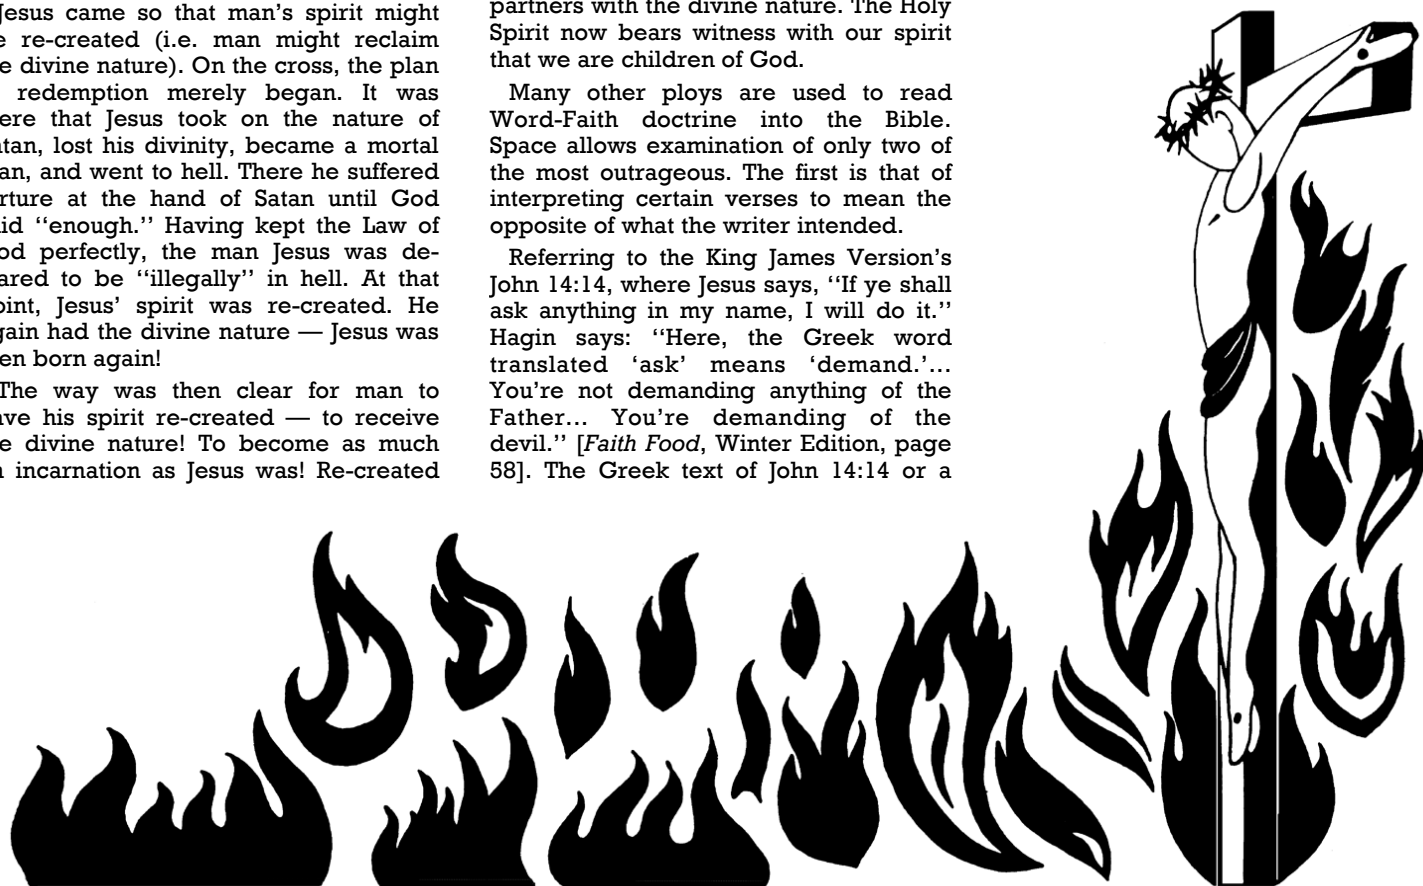 Jesus came so that man's spirit might
re-created (i.e. man might reclaim
divine nature). On the cross, the plan
redemption merely began. It was
that Jesus took on the nature of
lost his divinity, became a mortal
and went to hell. There he suffered
at the hand of Satan until God
“enough.” Having kept the Law of
perfectly, the man Jesus was de-
to be “illegally” in hell. At that
Jesus’ spirit was re-created. He
had the divine nature — Jesus was
born again!
The way was then clear for man to
his spirit re-created — to receive
divine nature! To become as much
incarnation as Jesus was! Re-created
partners with the divine nature. The Holy
Spirit now bears witness with our spirit
that we are children of God.
Many other ploys are used to read
Word-Faith doctrine into the Bible.
Space allows examination of only two of
the most outrageous. The first is that of
interpreting certain verses to mean the
opposite of what the writer intended.
Referring to the King James Version’s
John 14:14, where Jesus says, “If ye shall
ask anything in my name, I will do it.”
Hagin says: “Here, the Greek word
translated ‘ask’ means ‘demand.’...
You’re not demanding anything of the
Father... You’re demanding of the
devil.” [Faith Food, Winter Edition, page
58]. The Greek text of John 14:14 or a